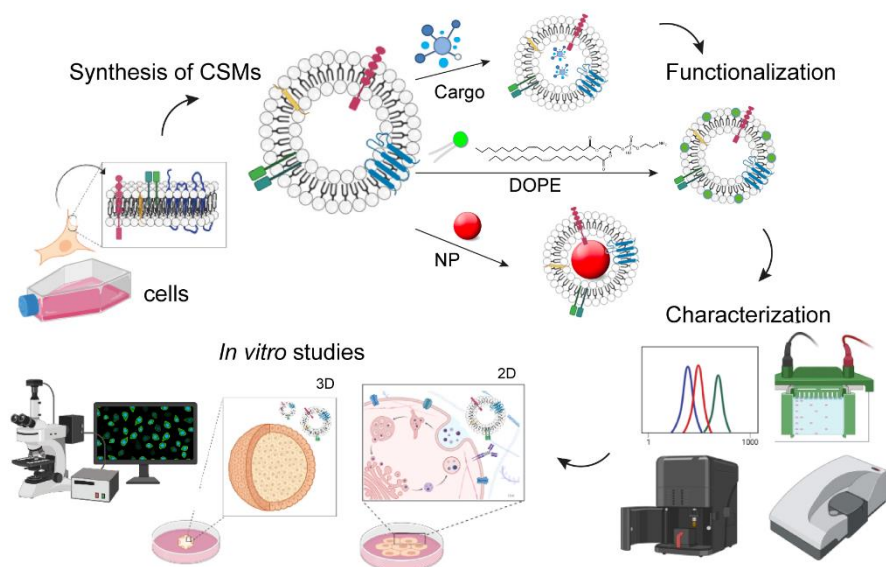 Synthesis of CSMs
Cargo
Functionalization
DOPE
NP
cells
Characterization
In vitro studies
3D
2D
1
1000